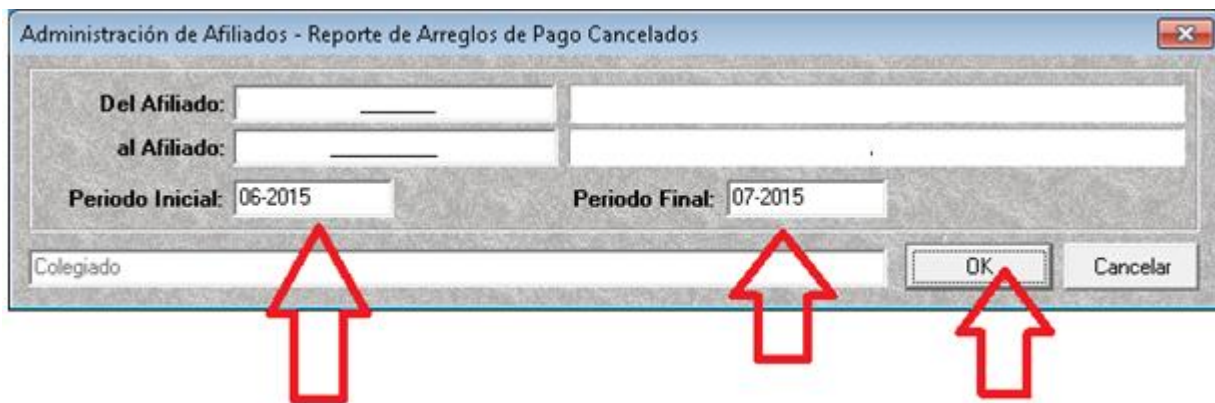 Administración de Afiliados - Reporte de Arreglos de Pago Cancelados
Del Afiliado:
al Afiliado:
Periodo Inicial: 06-2015 Periodo Final: 07-2015
Colegiado OK Cancelar